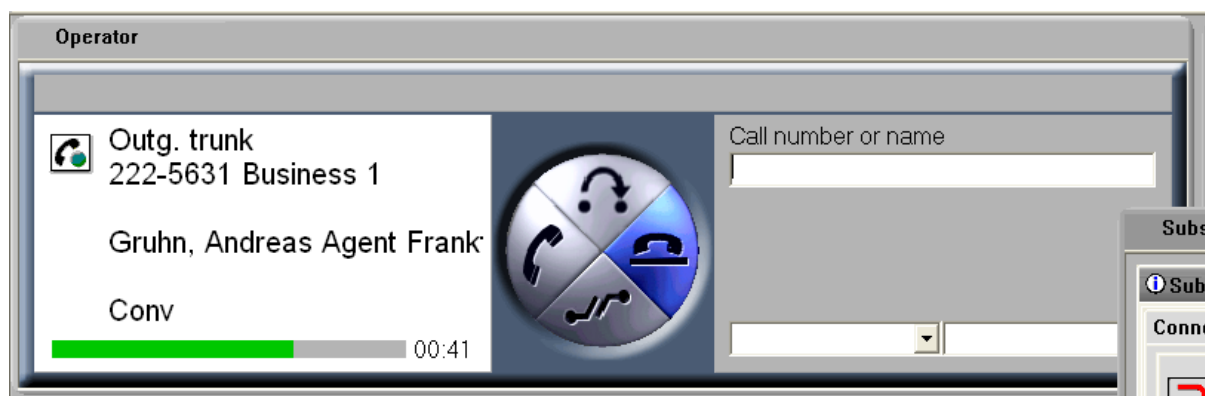 Operator
Outg. trunk
222-5631 Business 1
Gruhn, Andreas Agent Frank
Conv
00:41
Call number or name
Subs
Sub
Conne